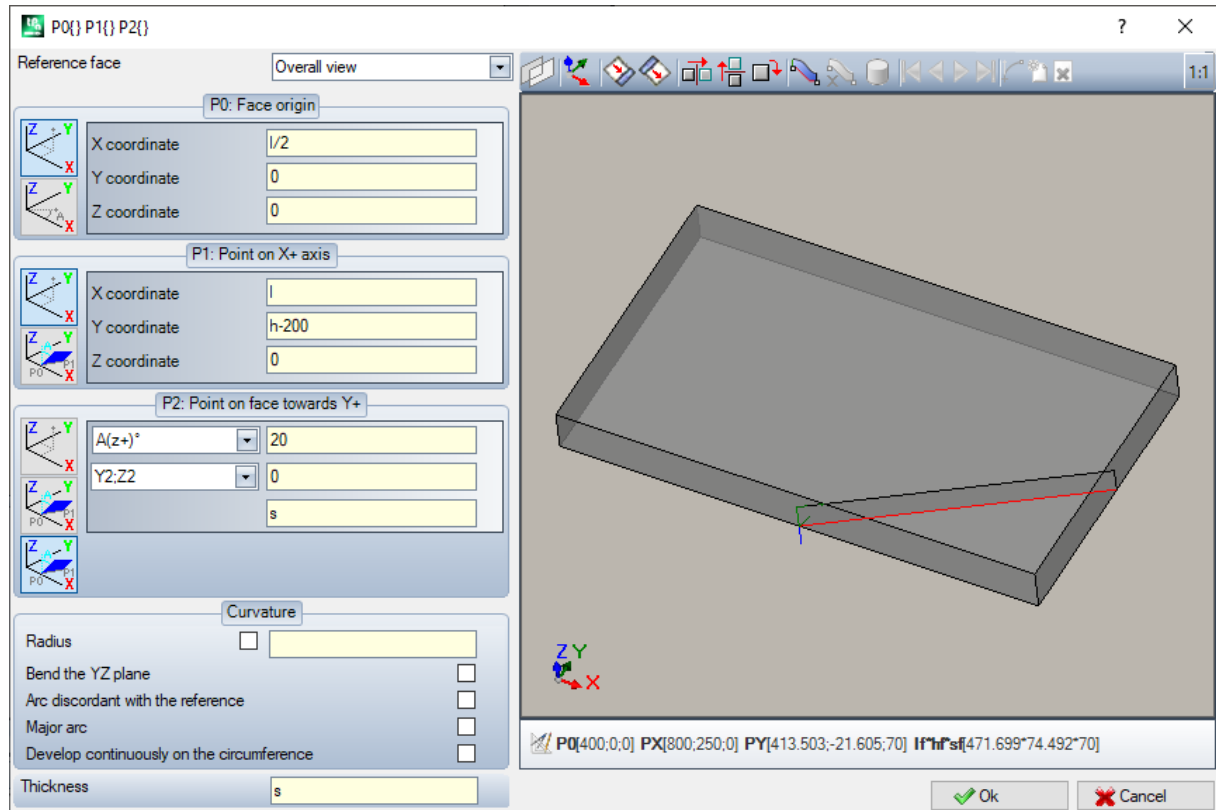 P0{} P1{} P2{}
?
Reference face
Overall view
1:1
P0: Face origin
X coordinate
l/2
Y coordinate
0
Z coordinate
0
P1: Point on X+ axis
X coordinate
l
Y coordinate
h-200
Z coordinate
0
P2: Point on face towards Y+
A(z+)°
20
Y2;Z2
0
s
Curvature
Radius
Bend the YZ plane
Arc discordant with the reference
Major arc
Develop continuously on the circumference
Thickness
s
Z Y
X
P0[400;0;0] PX[800;250;0] PY[413.503;-21.605;70] lf*hf*sf[471.699*74.492*70]
Ok
Cancel